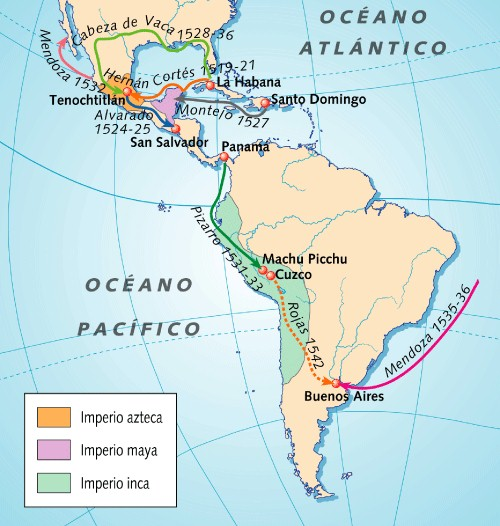 OCÉANO
ATLÁNTICO
Cabeza de Vaca 1528-36
Mendoza 1532
Hernán Cortés 1519-21
La Habana
Tenochtitlán
Santo Domingo
Alvarado
1524-25
Montejo 1527
San Salvador
Panamá
Pizarro 1531-33
Machu Picchu
Cuzco
OCÉANO
PACÍFICO
Rojas 1542
Mendoza 1535-36
Buenos Aires
Imperio azteca
Imperio maya
Imperio inca